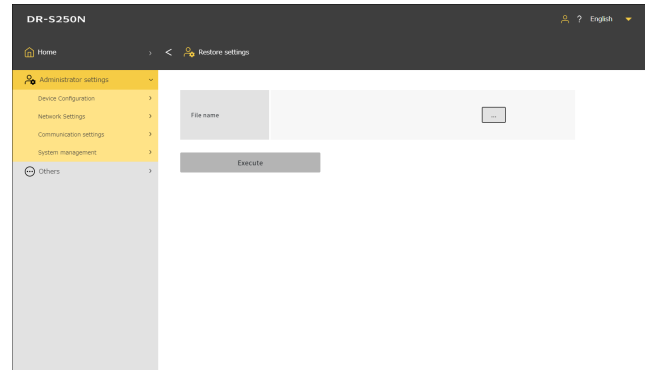 DR-S250N
? English
Home
< Restore settings
Administrator settings
Device Configuration
Network Settings
Communication settings
System management
Others
File name
...
Execute